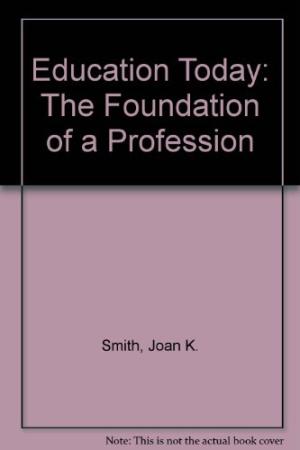 Education Today:
The Foundation
of a Profession
Smith, Joan K.
Note: This is not the actual book cover